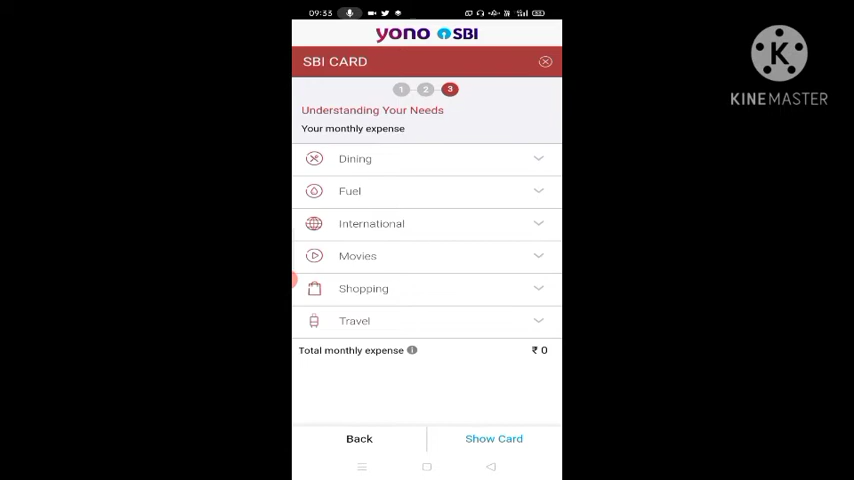 09:33
yono SBI
SBI CARD
1 2 3
Understanding Your Needs
Your monthly expense
Dining
Fuel
International
Movies
Shopping
Travel
Total monthly expense ₹ 0
Back Show Card
K
KINEMASTER